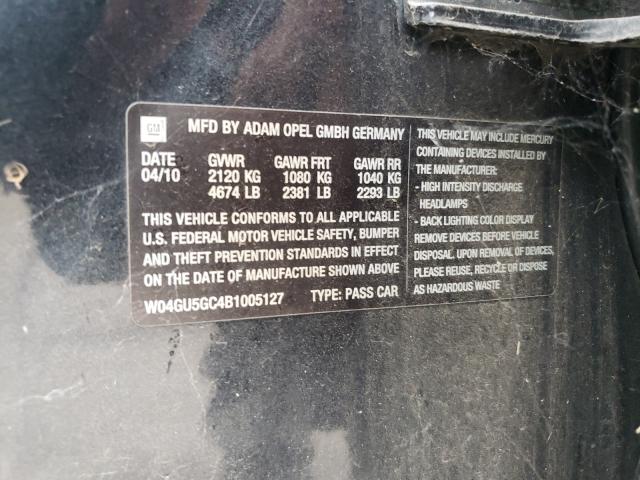 GM
MFD BY ADAM OPEL GMBH GERMANY
DATE GVWR GAWR FRT GAWR RR
04/10 2120 KG 1080 KG 1040 KG
4674 LB 2381 LB 2293 LB
THIS VEHICLE CONFORMS TO ALL APPLICABLE
U.S. FEDERAL MOTOR VEHICLE SAFETY, BUMPER
AND THEFT PREVENTION STANDARDS IN EFFECT
ON THE DATE OF MANUFACTURE SHOWN ABOVE
W04GU5GC4B1005127 TYPE: PASS CAR
THIS VEHICLE MAY INCLUDE MERCURY
CONTAINING DEVICES INSTALLED BY
THE MANUFACTURER:
- HIGH INTENSITY DISCHARGE
HEADLAMPS
- BACK LIGHTING COLOR DISPLAY
REMOVE DEVICES BEFORE VEHICLE
DISPOSAL. UPON REMOVAL OF DEVICES,
PLEASE REUSE, RECYCLE OR DISPOSE
AS HAZARDOUS WASTE